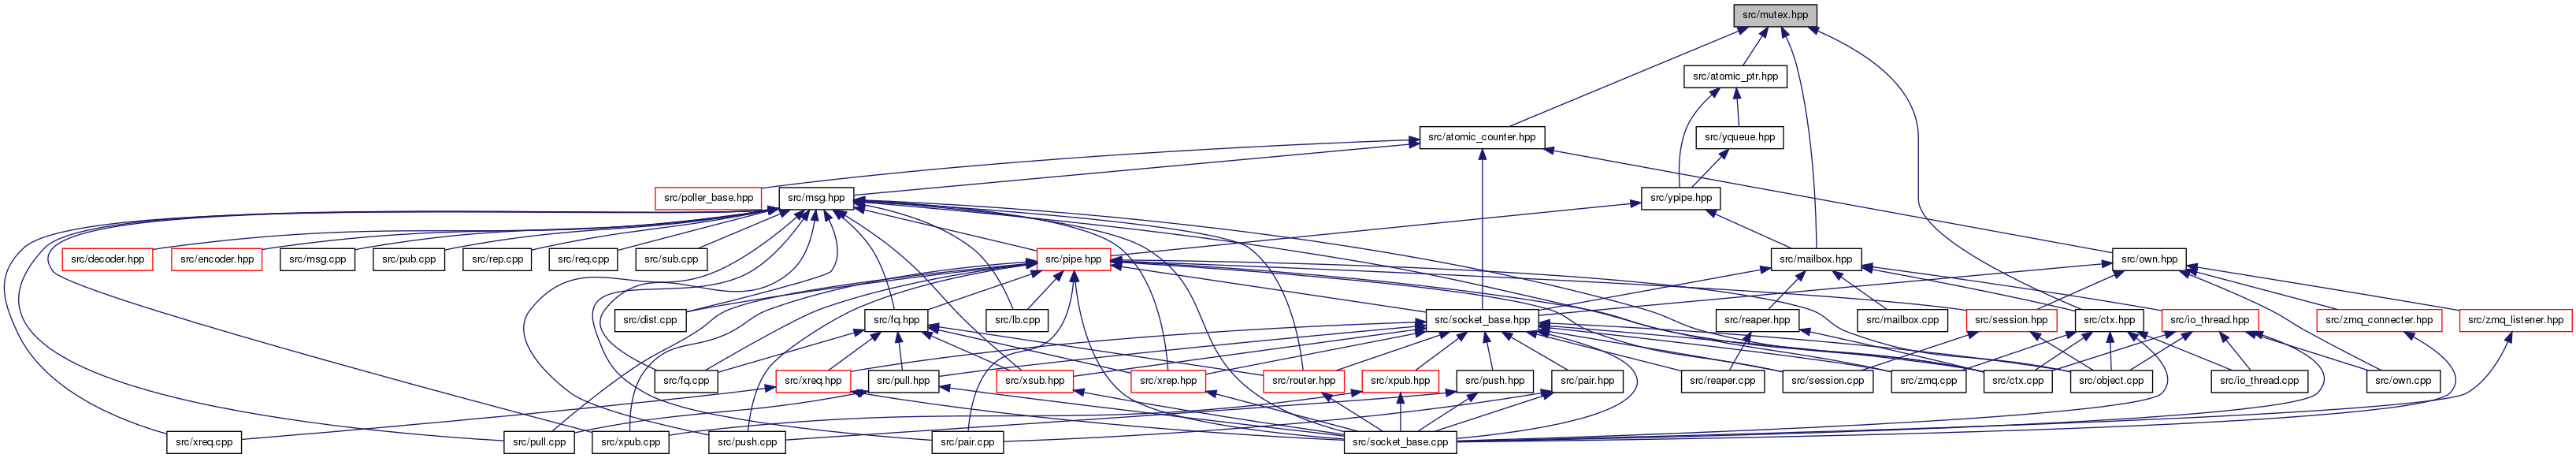 src/mutex.hpp
src/atomic_ptr.hpp
src/atomic_counter.hpp
src/yqueue.hpp
src/poller_base.hpp
src/msg.hpp
src/ypipe.hpp
src/decoder.hpp
src/encoder.hpp
src/msg.cpp
src/pub.cpp
src/rep.cpp
src/req.cpp
src/sub.cpp
src/pipe.hpp
src/mailbox.hpp
src/own.hpp
src/dist.cpp
src/fq.hpp
src/lb.cpp
src/socket_base.hpp
src/reaper.hpp
src/mailbox.cpp
src/session.hpp
src/ctx.hpp
src/io_thread.hpp
src/zmq_connecter.hpp
src/zmq_listener.hpp
src/fq.cpp
src/xreq.hpp
src/pull.hpp
src/xsub.hpp
src/xrep.hpp
src/router.hpp
src/xpub.hpp
src/push.hpp
src/pair.hpp
src/reaper.cpp
src/session.cpp
src/zmq.cpp
src/ctx.cpp
src/object.cpp
src/io_thread.cpp
src/own.cpp
src/xreq.cpp
src/pull.cpp
src/xpub.cpp
src/push.cpp
src/pair.cpp
src/socket_base.cpp